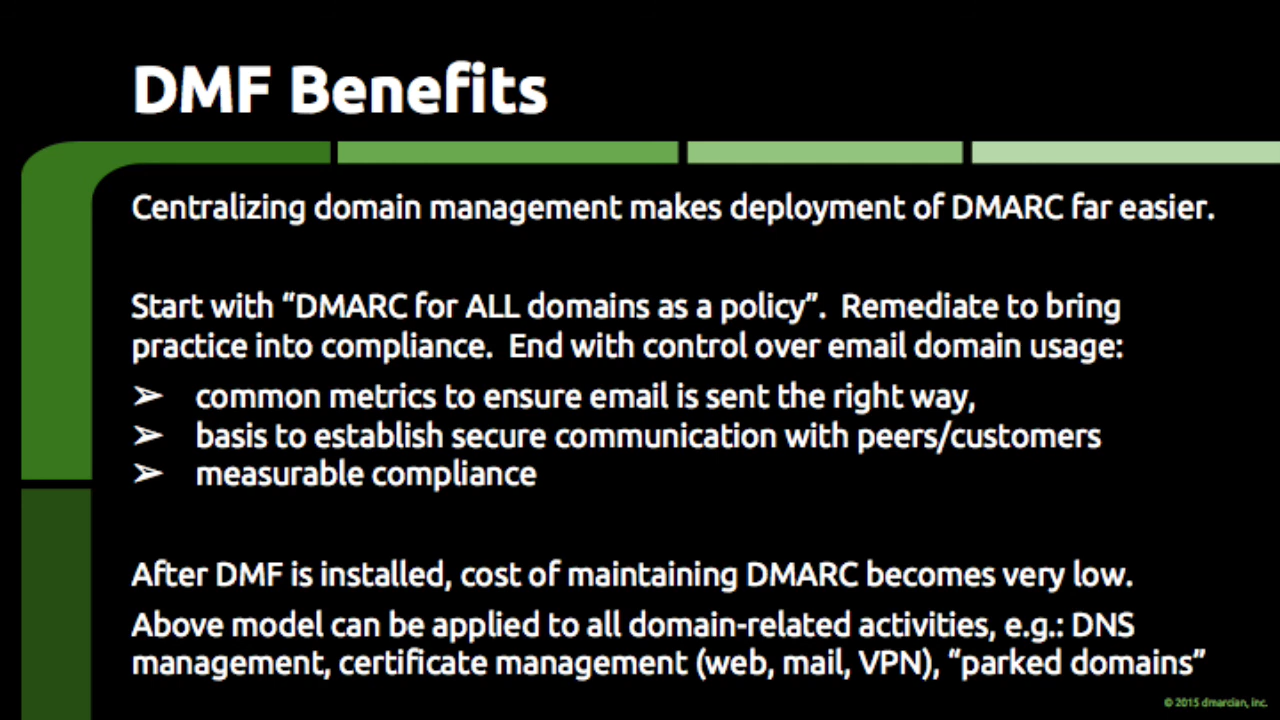 DMF Benefits
Centralizing domain management makes deployment of DMARC far easier.
Start with “DMARC for ALL domains as a policy”.  Remediate to bring
practice into compliance.  End with control over email domain usage:
➢ common metrics to ensure email is sent the right way,
➢ basis to establish secure communication with peers/customers
➢ measurable compliance
After DMF is installed, cost of maintaining DMARC becomes very low.
Above model can be applied to all domain-related activities, e.g.: DNS
management, certificate management (web, mail, VPN), “parked domains”
© 2015 dmarcian, inc.